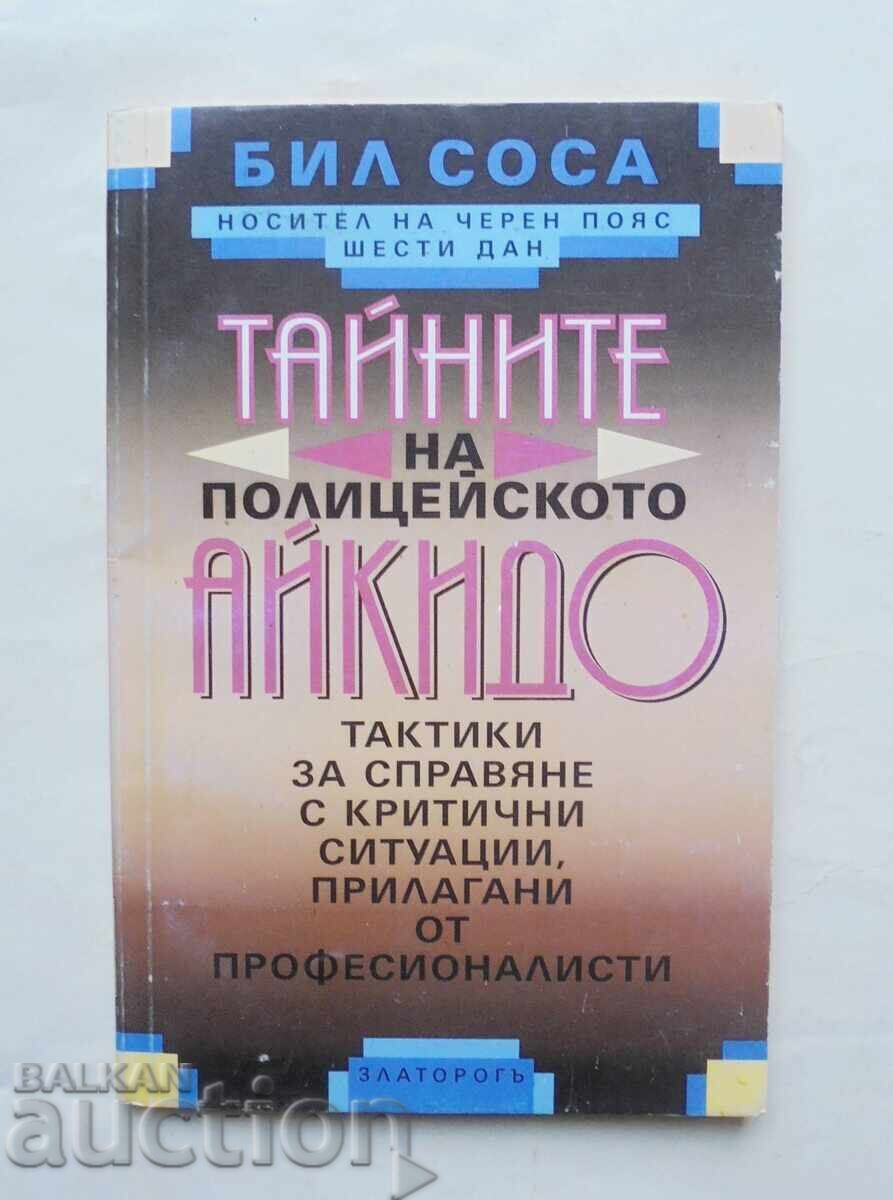 БИЛ СОСА
НОСИТЕЛ НА ЧЕРЕН ПОЯС
ШЕСТИ ДАН
ТАЙНИТЕ
НА
ПОЛИЦЕЙСКОТО
АЙКИДО
ТАКТИКИ
ЗА СПРАВЯНЕ
С КРИТИЧНИ
СИТУАЦИИ,
ПРИЛАГАНИ
ОТ
ПРОФЕСИОНАЛИСТИ
ЗЛАТОРОГЪ
BALKAN
auction